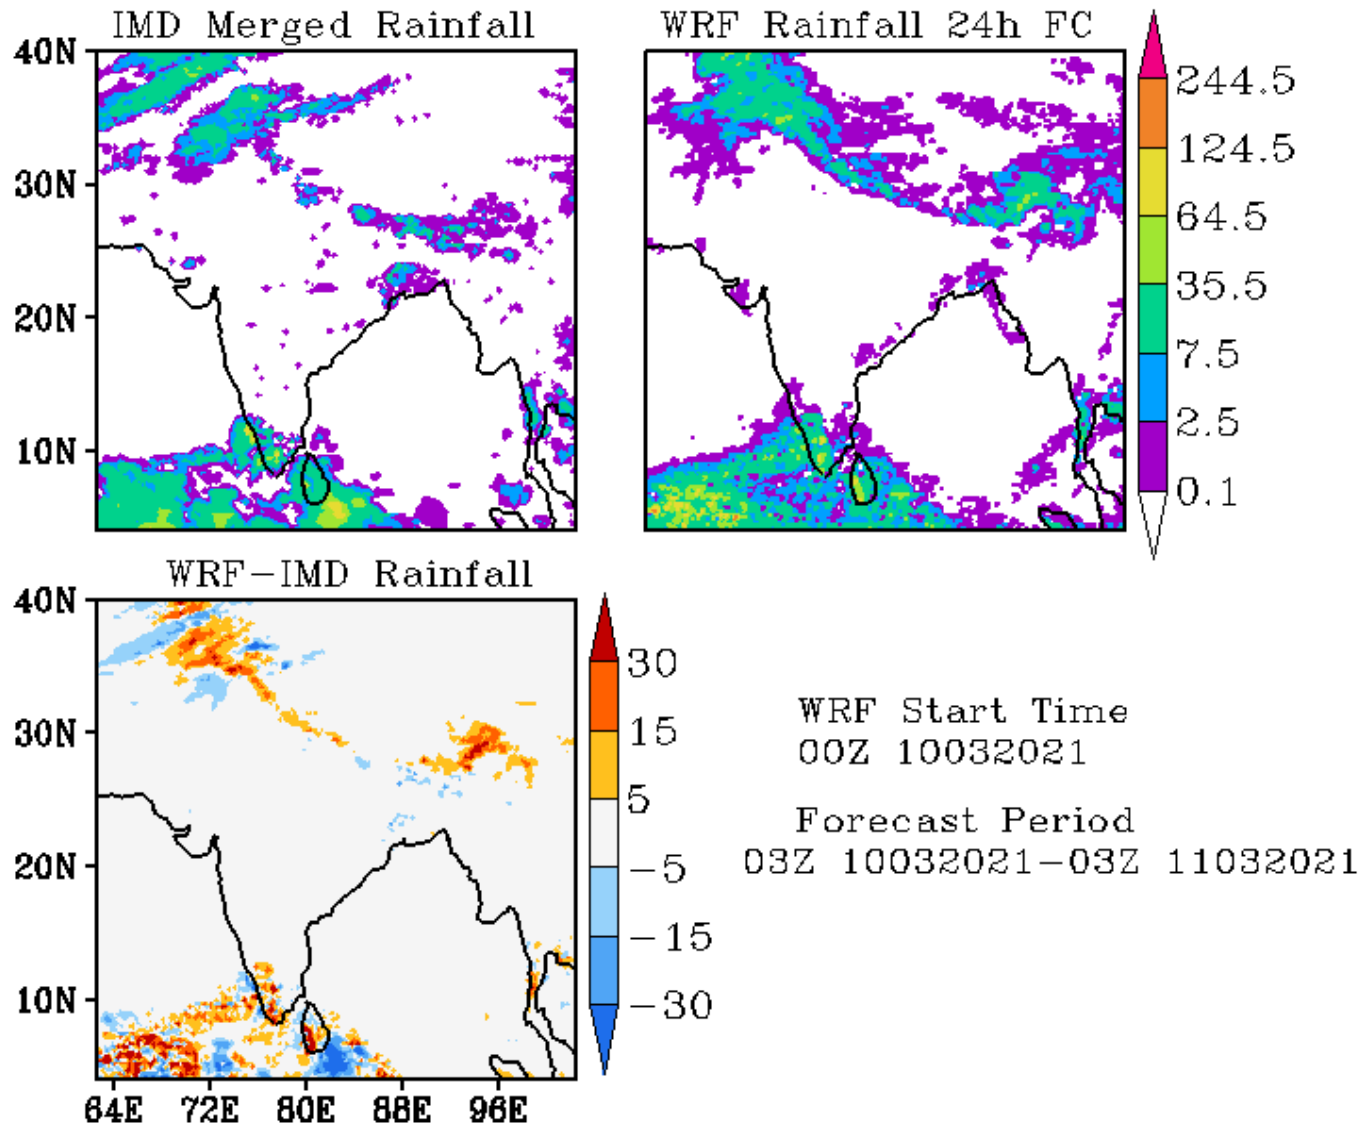 IMD Merged Rainfall
WRF Rainfall 24h FC
40N
30N
20N
10N
244.5
124.5
64.5
35.5
7.5
2.5
0.1
WRF-IMD Rainfall
40N
30N
20N
10N
64E 72E 80E 88E 96E
30
15
5
-5
-15
-30
WRF Start Time
00Z 10032021
Forecast Period
03Z 10032021-03Z 11032021